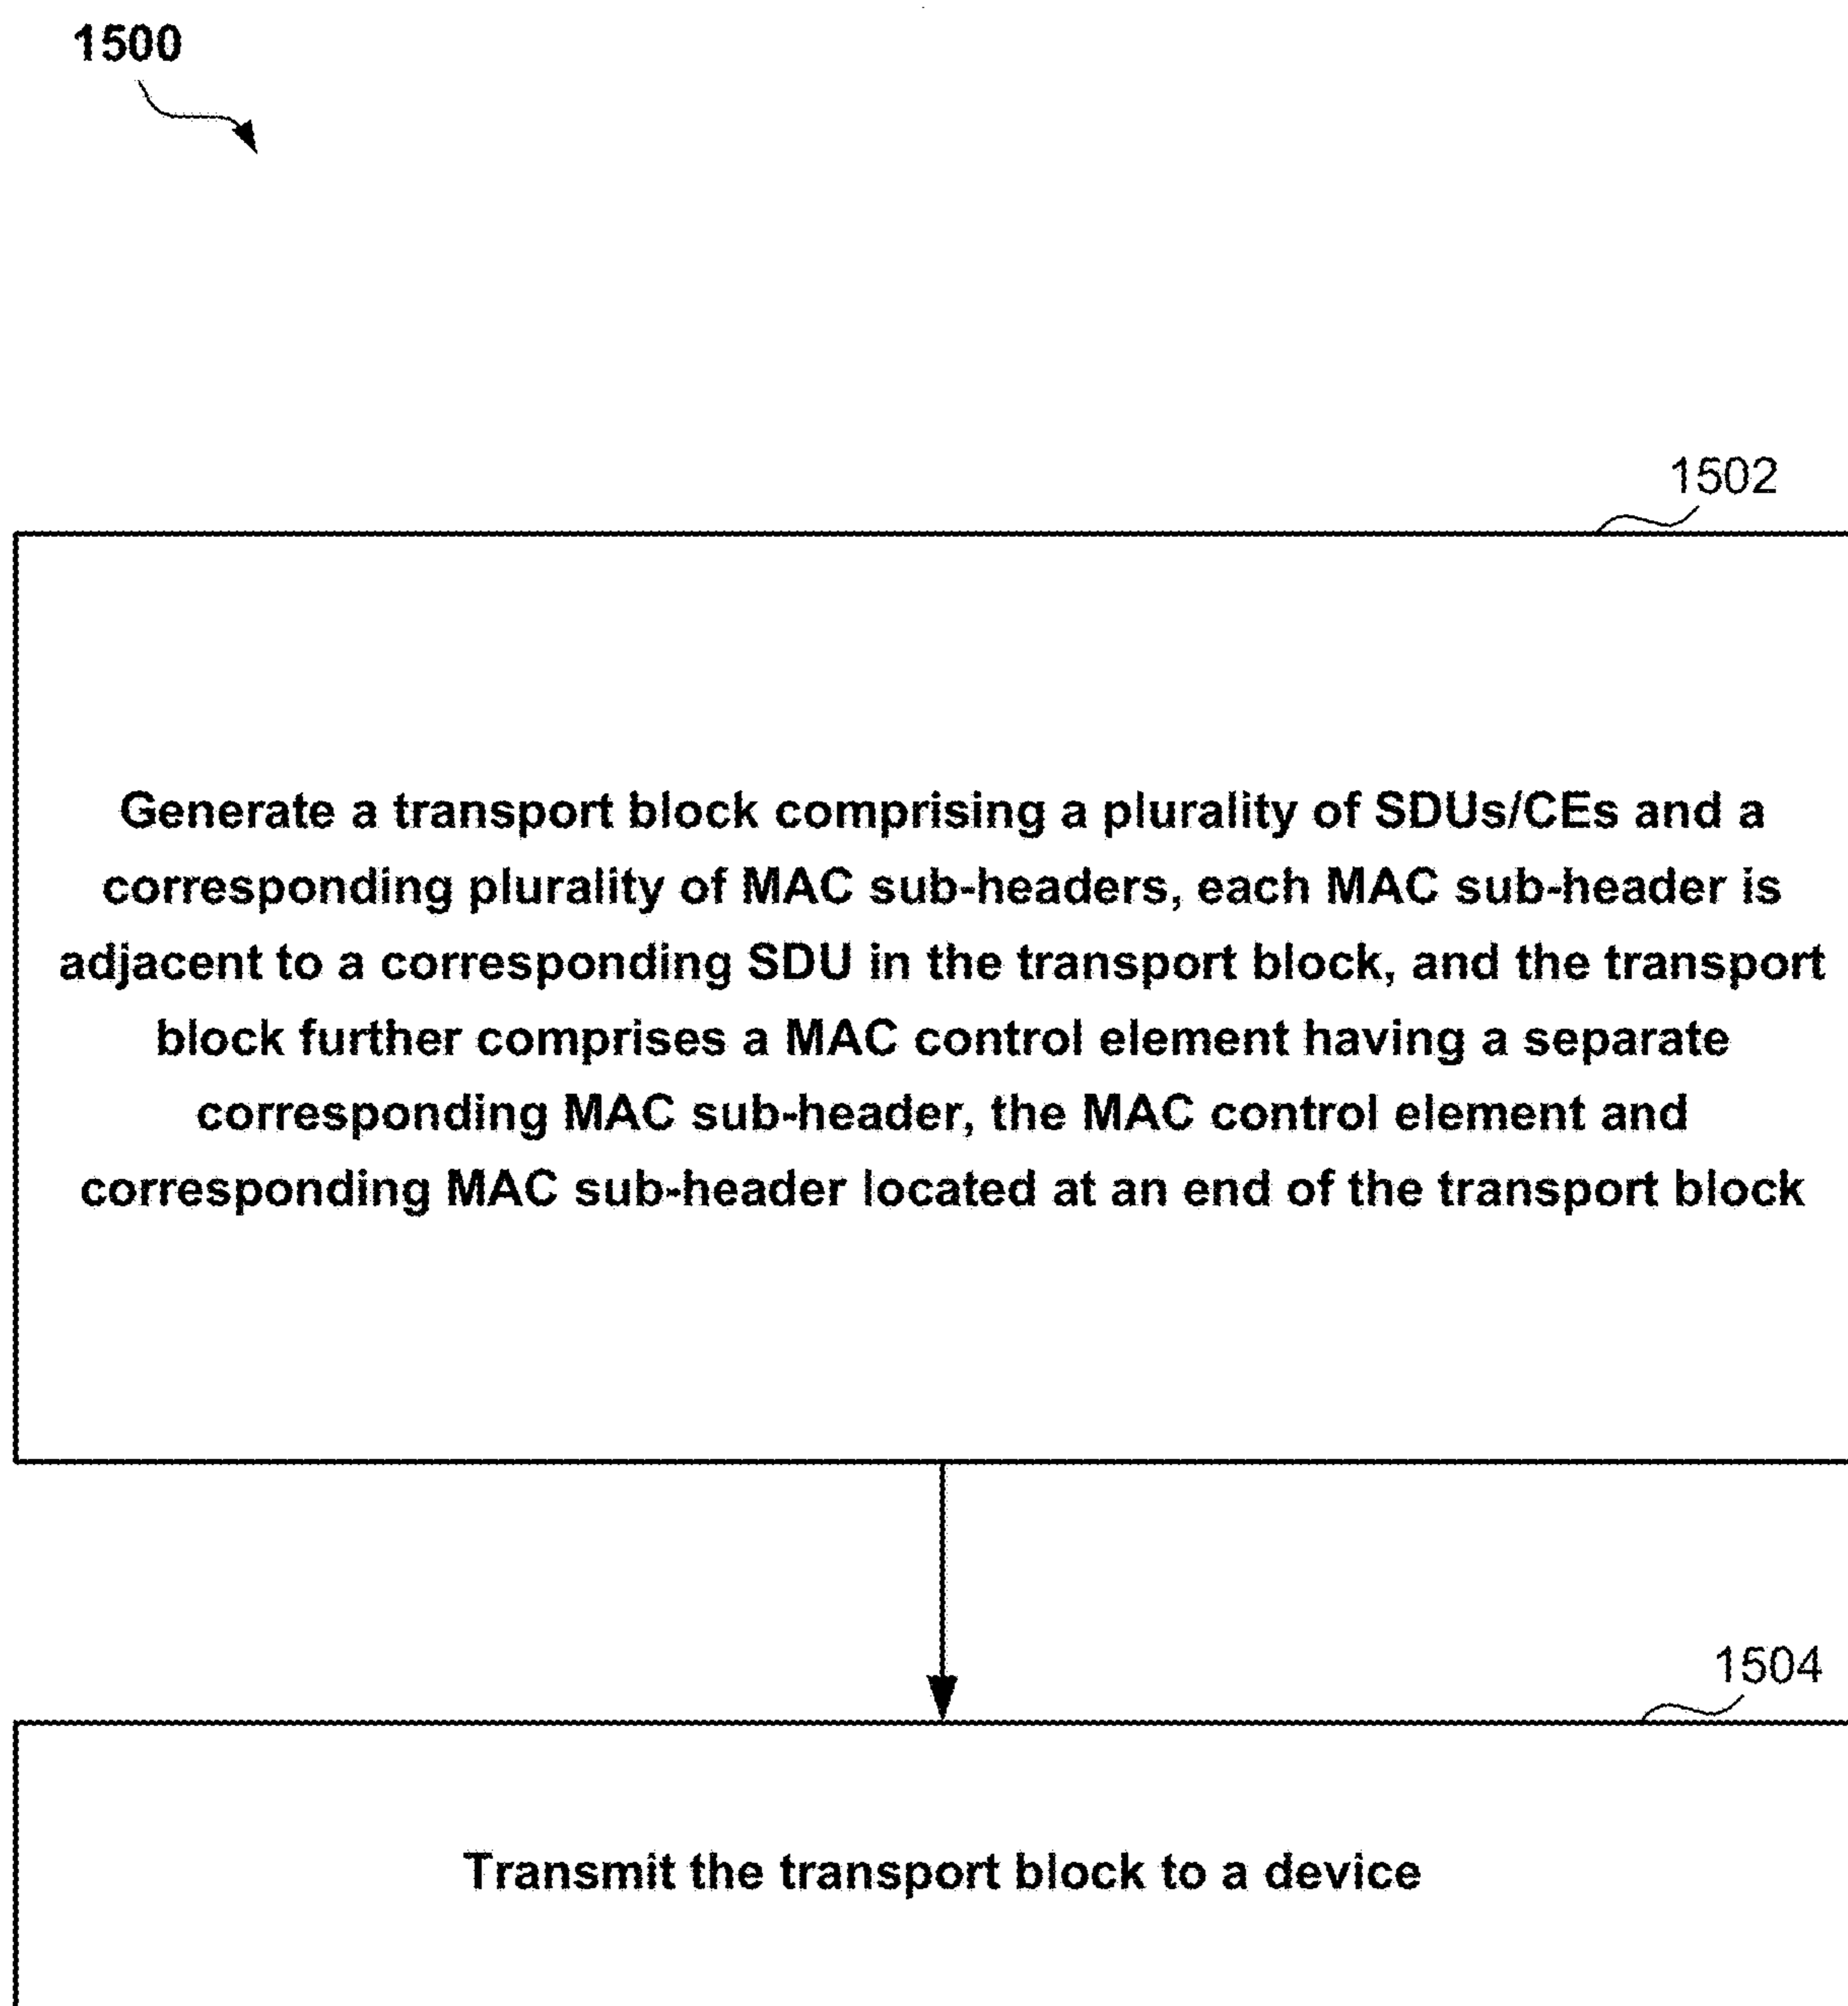 1500
1502
Generate a transport block comprising a plurality of SDUs/CEs and a
corresponding plurality of MAC sub-headers, each MAC sub-header is
adjacent to a corresponding SDU in the transport block, and the transport
block further comprises a MAC control element having a separate
corresponding MAC sub-header, the MAC control element and
corresponding MAC sub-header located at an end of the transport block
1504
Transmit the transport block to a device